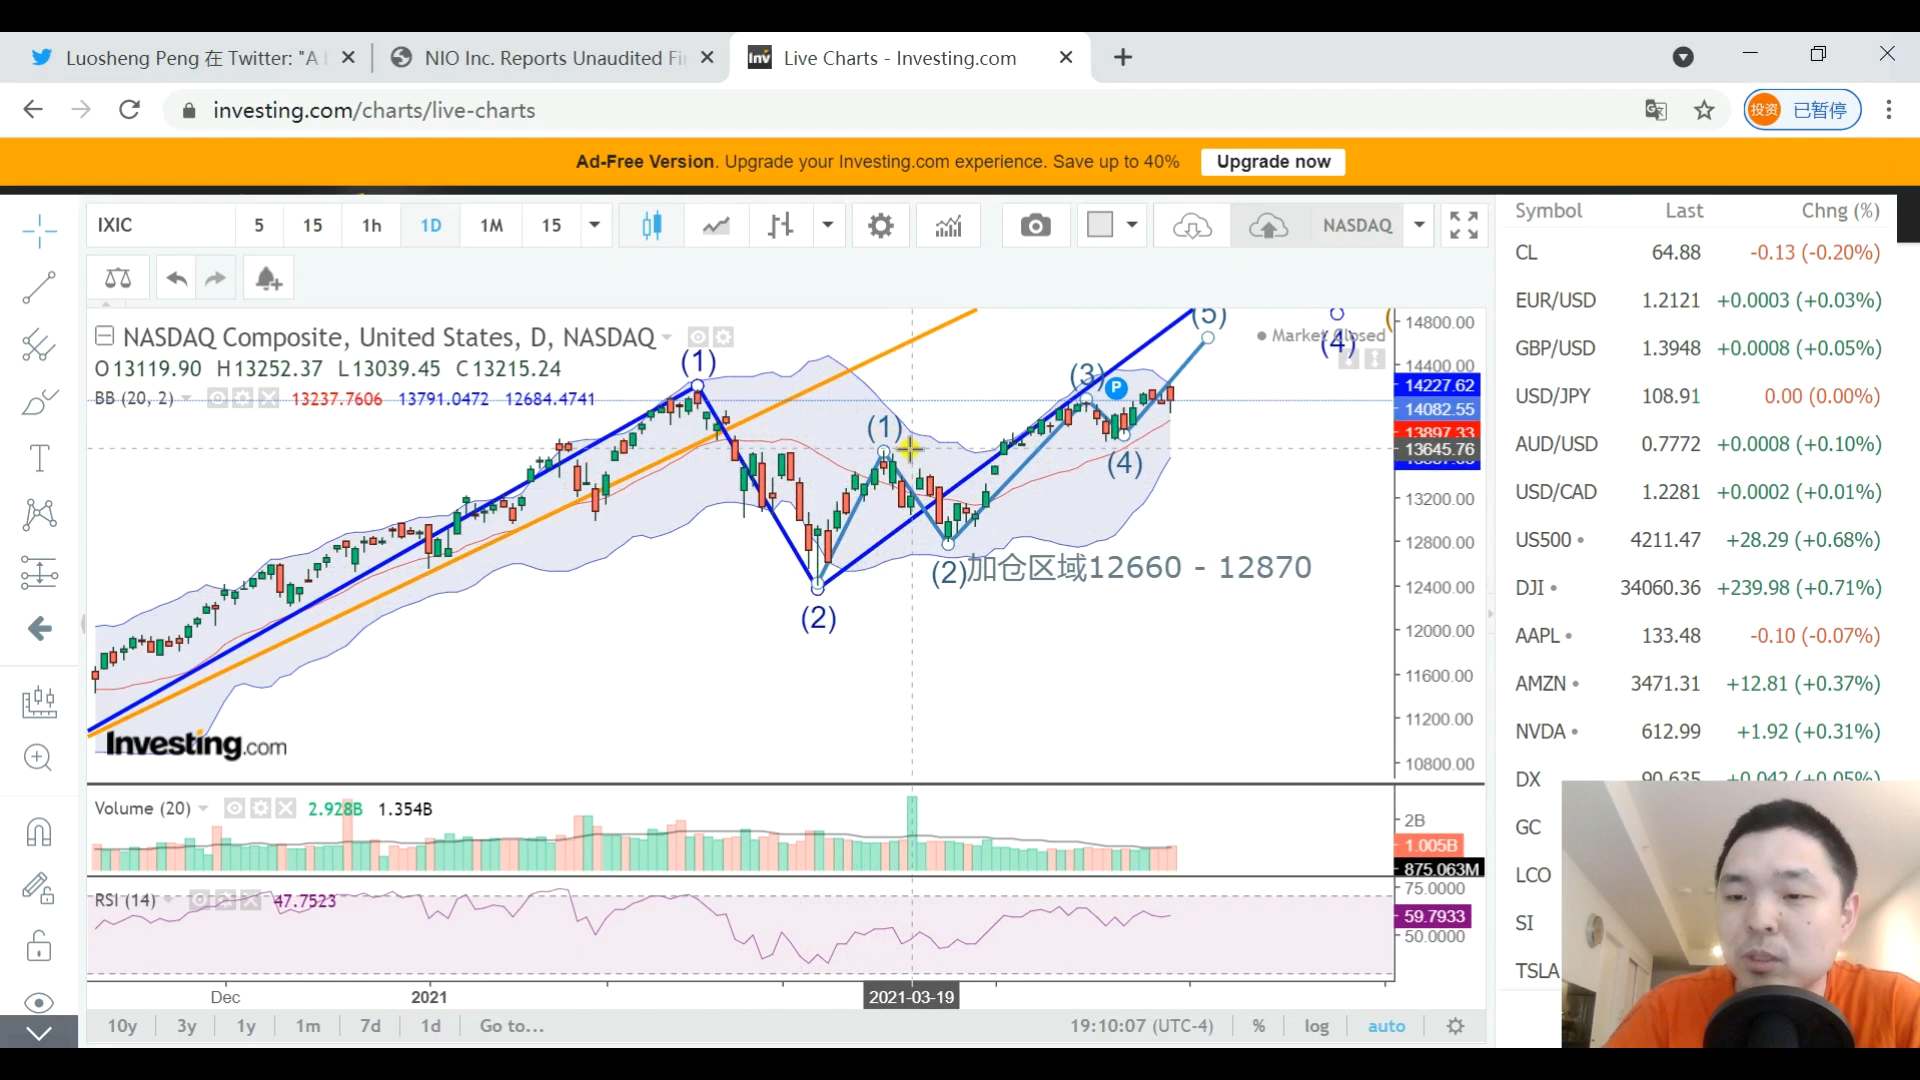 Luosheng Peng 在 Twitter: "A
NIO Inc. Reports Unaudited Fi
Live Charts - Investing.com
investing.com/charts/live-charts
投资 已暂停
Ad-Free Version. Upgrade your Investing.com experience. Save up to 40% Upgrade now
IXIC 5 15 1h 1D 1M 15 NASDAQ
NASDAQ Composite, United States, D, NASDAQ
Market Closed
O13119.90 H13252.37 L13039.45 C13215.24
BB (20, 2) 13237.7606 13791.0472 12684.4741
(1)
(2)
(1)
(2)
(3)
P
(4)
(5)
(4)
加仓区域12660 - 12870
Investing.com
14800.00
14400.00
14227.62
14082.55
13897.33
13645.76
13200.00
12800.00
12400.00
12000.00
11600.00
11200.00
10800.00
Volume (20) 2.928B 1.354B
2B
1.005B
875.063M
RSI (14) 47.7523
75.0000
59.7933
50.0000
Dec 2021 2021-03-19
10y 3y 1y 1m 7d 1d Go to...
19:10:07 (UTC-4) % log auto
Symbol Last Chng (%)
CL 64.88 -0.13 (-0.20%)
EUR/USD 1.2121 +0.0003 (+0.03%)
GBP/USD 1.3948 +0.0008 (+0.05%)
USD/JPY 108.91 0.00 (0.00%)
AUD/USD 0.7772 +0.0008 (+0.10%)
USD/CAD 1.2281 +0.0002 (+0.01%)
US500 4211.47 +28.29 (+0.68%)
DJI 34060.36 +239.98 (+0.71%)
AAPL 133.48 -0.10 (-0.07%)
AMZN 3471.31 +12.81 (+0.37%)
NVDA 612.99 +1.92 (+0.31%)
DX 90.635 +0.042 (+0.05%)
GC
LCO
SI
TSLA